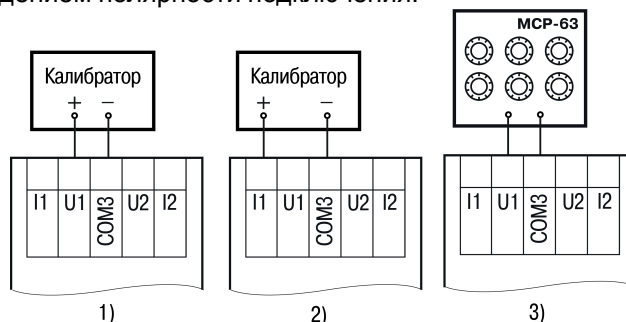 дением полярности подключения.
Калибратор
+ –
I1 U1 COM3 U2 I2
1)
Калибратор
+ –
I1 U1 COM3 U2 I2
2)
МСР-63
I1 U1 COM3 U2 I2
3)